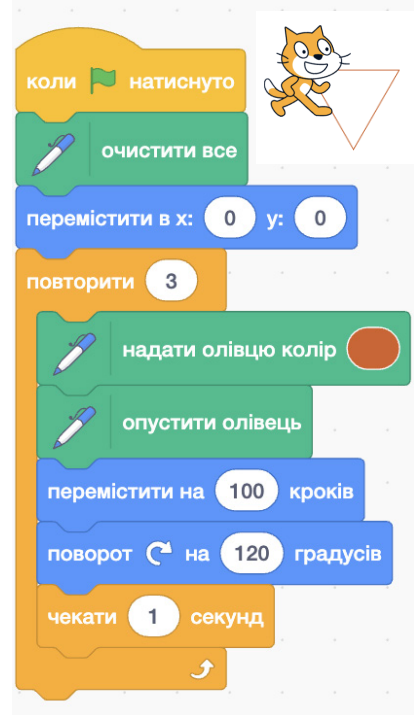 коли натиснуто
очистити все
перемістити в x: 0 y: 0
повторити 3
надати олівцю колір
опустити олівець
перемістити на 100 кроків
поворот на 120 градусів
чекати 1 секунд